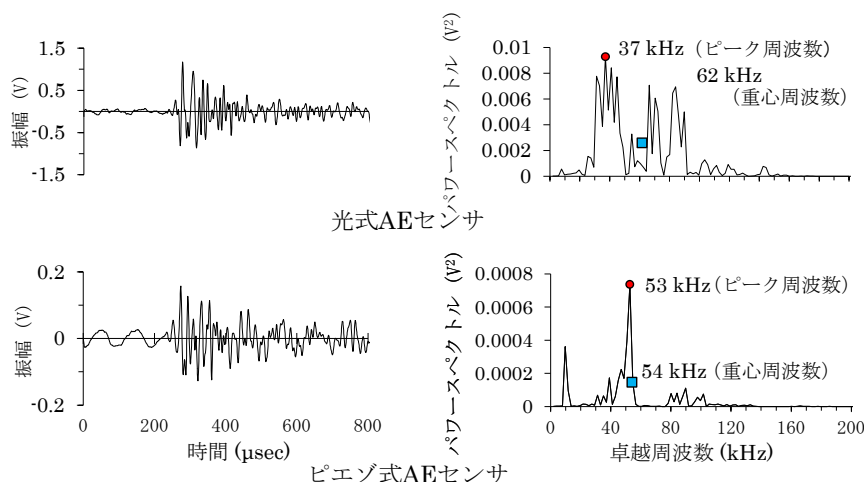 振幅 (V)
1.5
0.5
-0.5
-1.5
パワースペクトル (V²)
0.01
0.008
0.006
0.004
0.002
0
37 kHz (ピーク周波数)
62 kHz
(重心周波数)
光式AEセンサ
振幅 (V)
0.2
0
-0.2
0 200 400 600 800
時間 (μsec)
パワースペクトル (V²)
0.0008
0.0006
0.0004
0.0002
0
53 kHz (ピーク周波数)
54 kHz (重心周波数)
0 40 80 120 160 200
卓越周波数 (kHz)
ピエゾ式AEセンサ